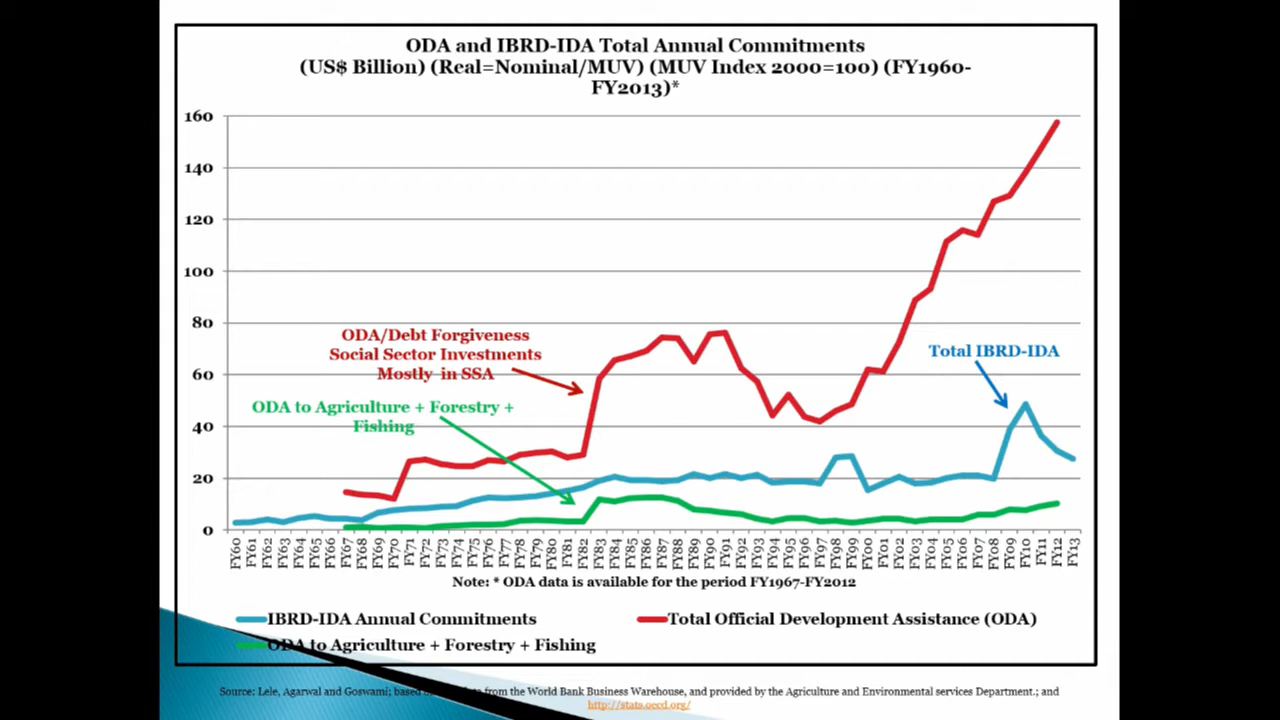 ODA and IBRD-IDA Total Annual Commitments
(US$ Billion) (Real=Nominal/MUV) (MUV Index 2000=100) (FY1960-
FY2013)*
160
140
120
100
80
60
40
20
0
ODA/Debt Forgiveness
Social Sector Investments
Mostly in SSA
ODA to Agriculture + Forestry +
Fishing
Total IBRD-IDA
FY60 FY61 FY62 FY63 FY64 FY65 FY66 FY67 FY68 FY69 FY70 FY71 FY72 FY73 FY74 FY75 FY76 FY77 FY78 FY79 FY80 FY81 FY82 FY83 FY84 FY85 FY86 FY87 FY88 FY89 FY90 FY91 FY92 FY93 FY94 FY95 FY96 FY97 FY98 FY99 FY00 FY01 FY02 FY03 FY04 FY05 FY06 FY07 FY08 FY09 FY10 FY11 FY12 FY13
Note: * ODA data is available for the period FY1967-FY2012
IBRD-IDA Annual Commitments
Total Official Development Assistance (ODA)
ODA to Agriculture + Forestry + Fishing
Source: Lele, Agarwal and Goswami; based from the World Bank Business Warehouse, and provided by the Agriculture and Environmental services Department.; and
http://stats.oecd.org/